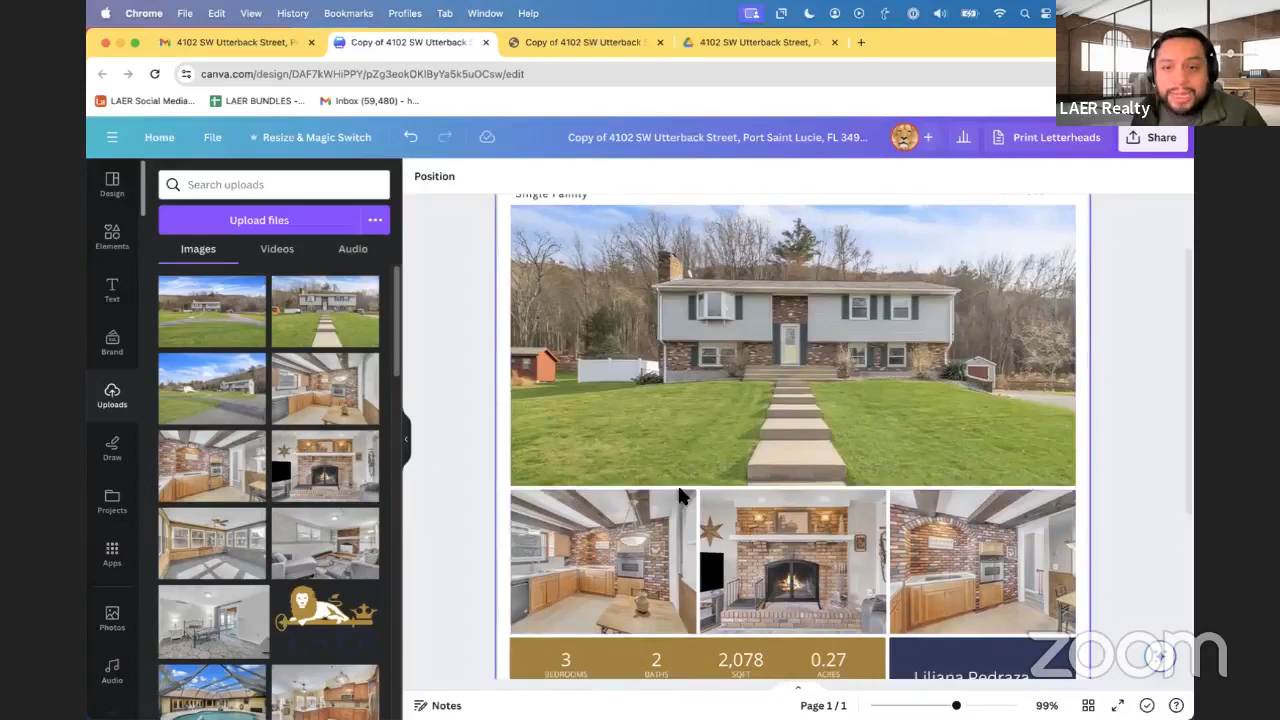 Chrome File Edit View History Bookmarks Profiles Tab Window Help
4102 SW Utterback Street, P
Copy of 4102 SW Utterback S
Copy of 4102 SW Utterback S
4102 SW Utterback Street, P
canva.com/design/DAF7kWHiPPY/pZg3eokOKlByYa5k5uOCsw/edit
LAER Social Media...
LAER BUNDLES -...
Inbox (59,480) - h...
LAER Realty
Home
File
Resize & Magic Switch
Copy of 4102 SW Utterback Street, Port Saint Lucie, FL 349...
Print Letterheads
Share
Design
Elements
Text
Brand
Uploads
Draw
Projects
Apps
Photos
Audio
Search uploads
Upload files
Images Videos Audio
Position
Single Family
3 2 2,078 0.27
BEDROOMS BATHS SQFT ACRES
Liliana Pedraza
zoom
Notes
Page 1 / 1
99%